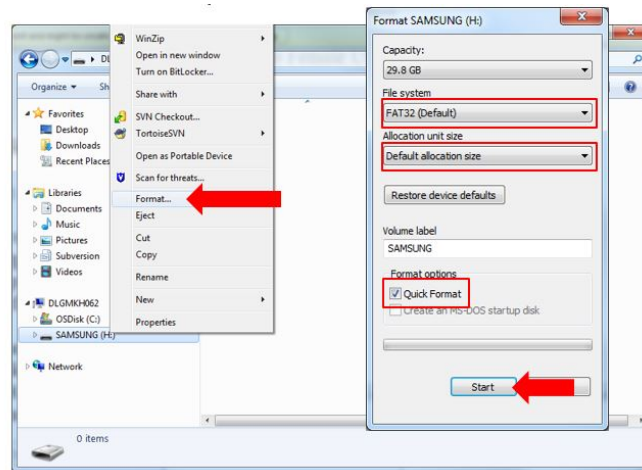 DL
Organize
Sh
Favorites
Desktop
Downloads
Recent Places
Libraries
Documents
Music
Pictures
Subversion
Videos
DLGMKH062
OSDisk (C:)
SAMSUNG (H:)
Network
0 items
WinZip
Open in new window
Turn on BitLocker...
Share with
SVN Checkout...
TortoiseSVN
Open as Portable Device
Scan for threats...
Format...
Eject
Cut
Copy
Rename
New
Properties
Format SAMSUNG (H:)
Capacity:
29.8 GB
File system
FAT32 (Default)
Allocation unit size
Default allocation size
Restore device defaults
Volume label
SAMSUNG
Format options
Quick Format
Create an MS-DOS startup disk
Start